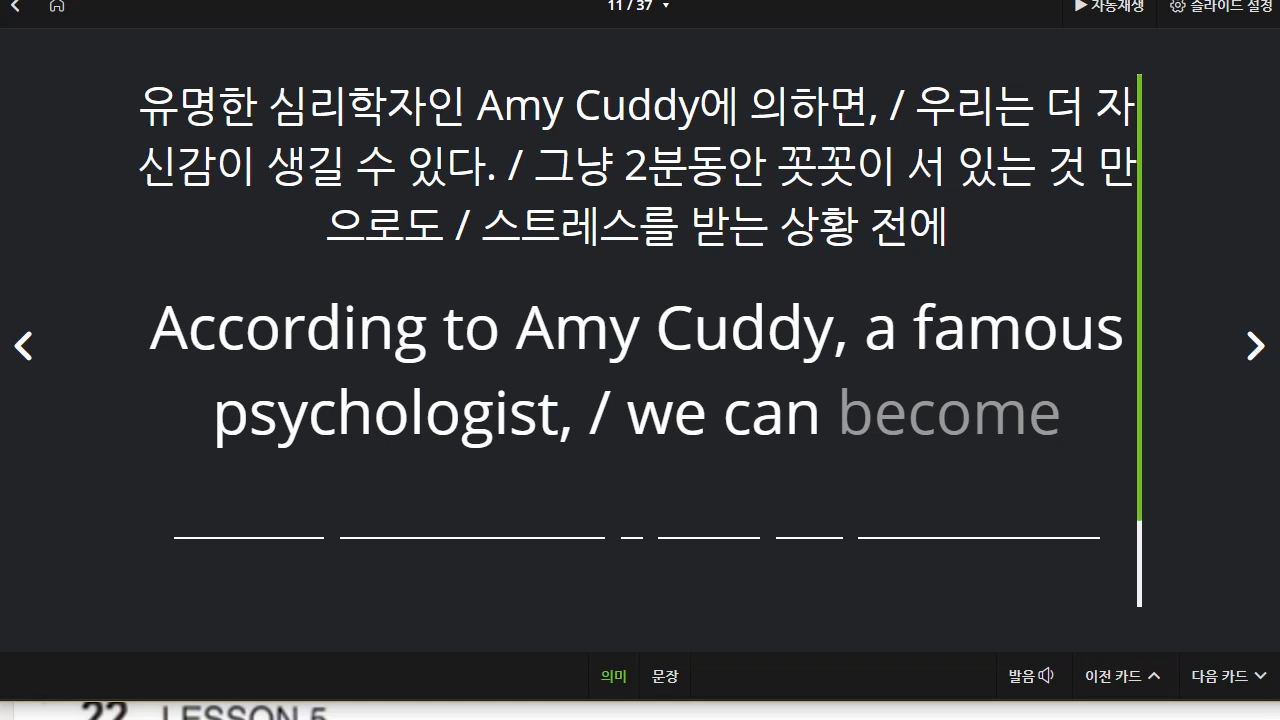 11 / 37
자동재생
슬라이드 설정
유명한 심리학자인 Amy Cuddy에 의하면, / 우리는 더 자
신감이 생길 수 있다. / 그냥 2분동안 꼿꼿이 서 있는 것 만
으로도 / 스트레스를 받는 상황 전에
According to Amy Cuddy, a famous
psychologist, / we can become
/
의미 문장 발음 이전 카드 다음 카드
22 LESSON 5